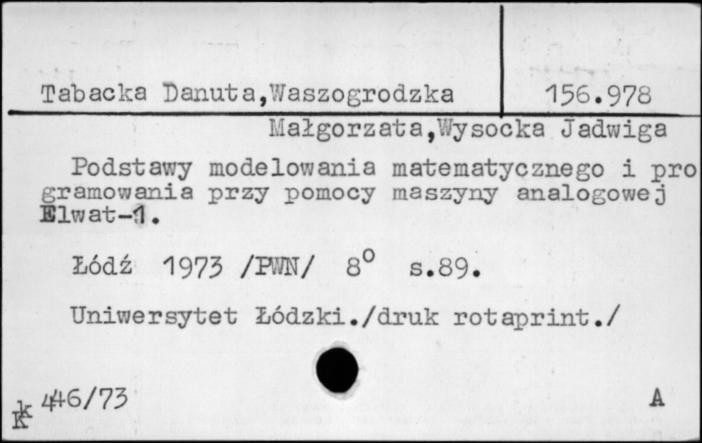 Tabacka Danuta,Waszogrodzka 156.978
Małgorzata,Wysocka Jadwiga
Podstawy modelowania matematycznego i pro
gramowania przy pomocy maszyny analogowej
Elwat-1.
Łódź 1973 /PWN/ 8° s.89.
Uniwersytet Łódzki./druk rotaprint./
446/73 A
k